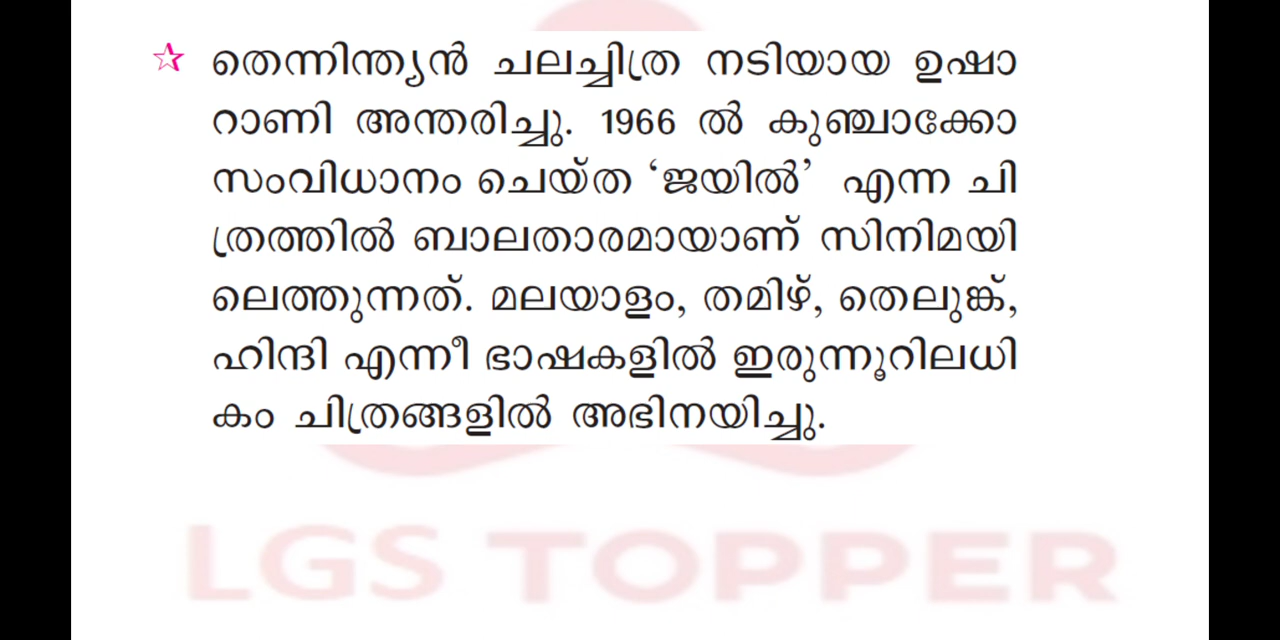 ☆ തെന്നിന്ത്യൻ ചലച്ചിത്ര നടിയായ ഉഷാ
റാണി അന്തരിച്ചു. 1966 ൽ കുഞ്ചാക്കോ
സംവിധാനം ചെയ്ത ‘ജയിൽ’ എന്ന ചി
ത്രത്തിൽ ബാലതാരമായാണ് സിനിമയി
ലെത്തുന്നത്. മലയാളം, തമിഴ്, തെലുങ്ക്,
ഹിന്ദി എന്നീ ഭാഷകളിൽ ഇരുന്നൂറിലധി
കം ചിത്രങ്ങളിൽ അഭിനയിച്ചു.
LGS TOPPER